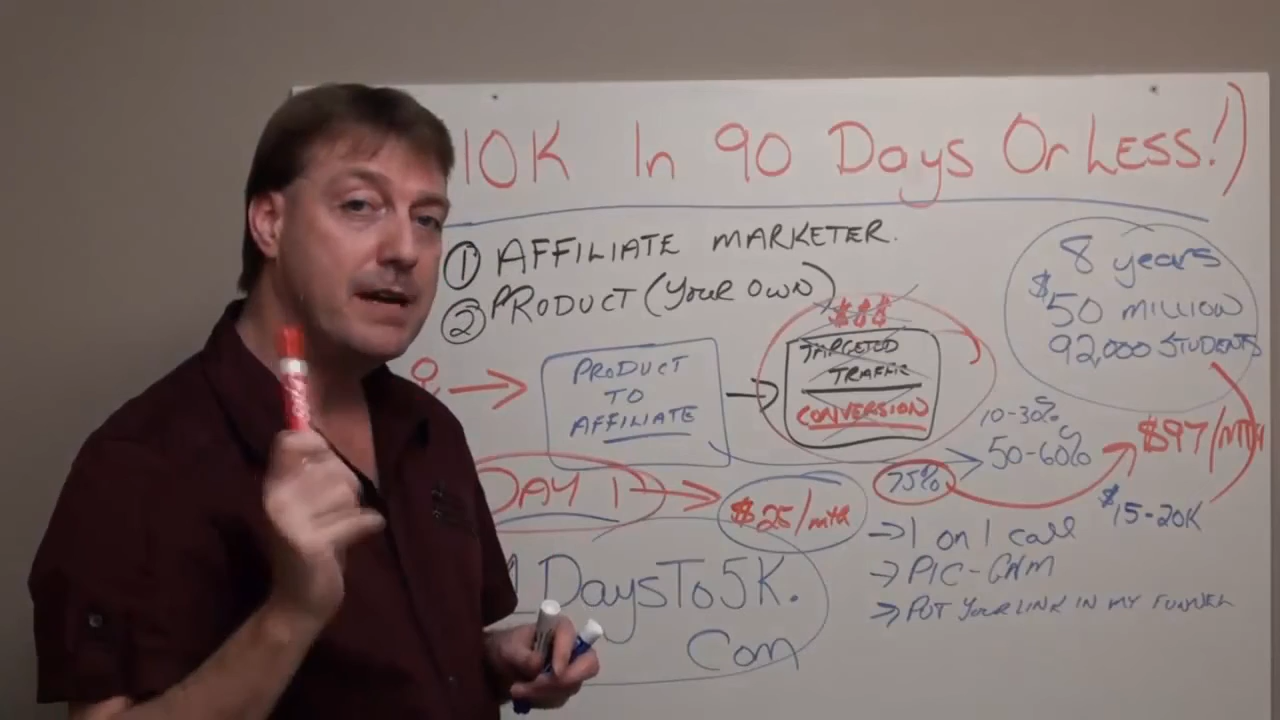 10K In 90 Days Or Less!)
① AFFILIATE MARKETER.
② PRODUCT (Your OWN)
8 years
$50 MILLION
92,000 STUDENTS
$$$
TARGETED
TRAFFIC
CONVERSION
PRODUCT
TO
AFFILIATE
10-30%
50-60%
75%
$97/MTH
$15-20K
DAY 1
$25/mth
→ 1 on 1 call
→ PIC-
→ PUT YOUR LINK IN MY FUNNEL
DaysTo5K.
Com